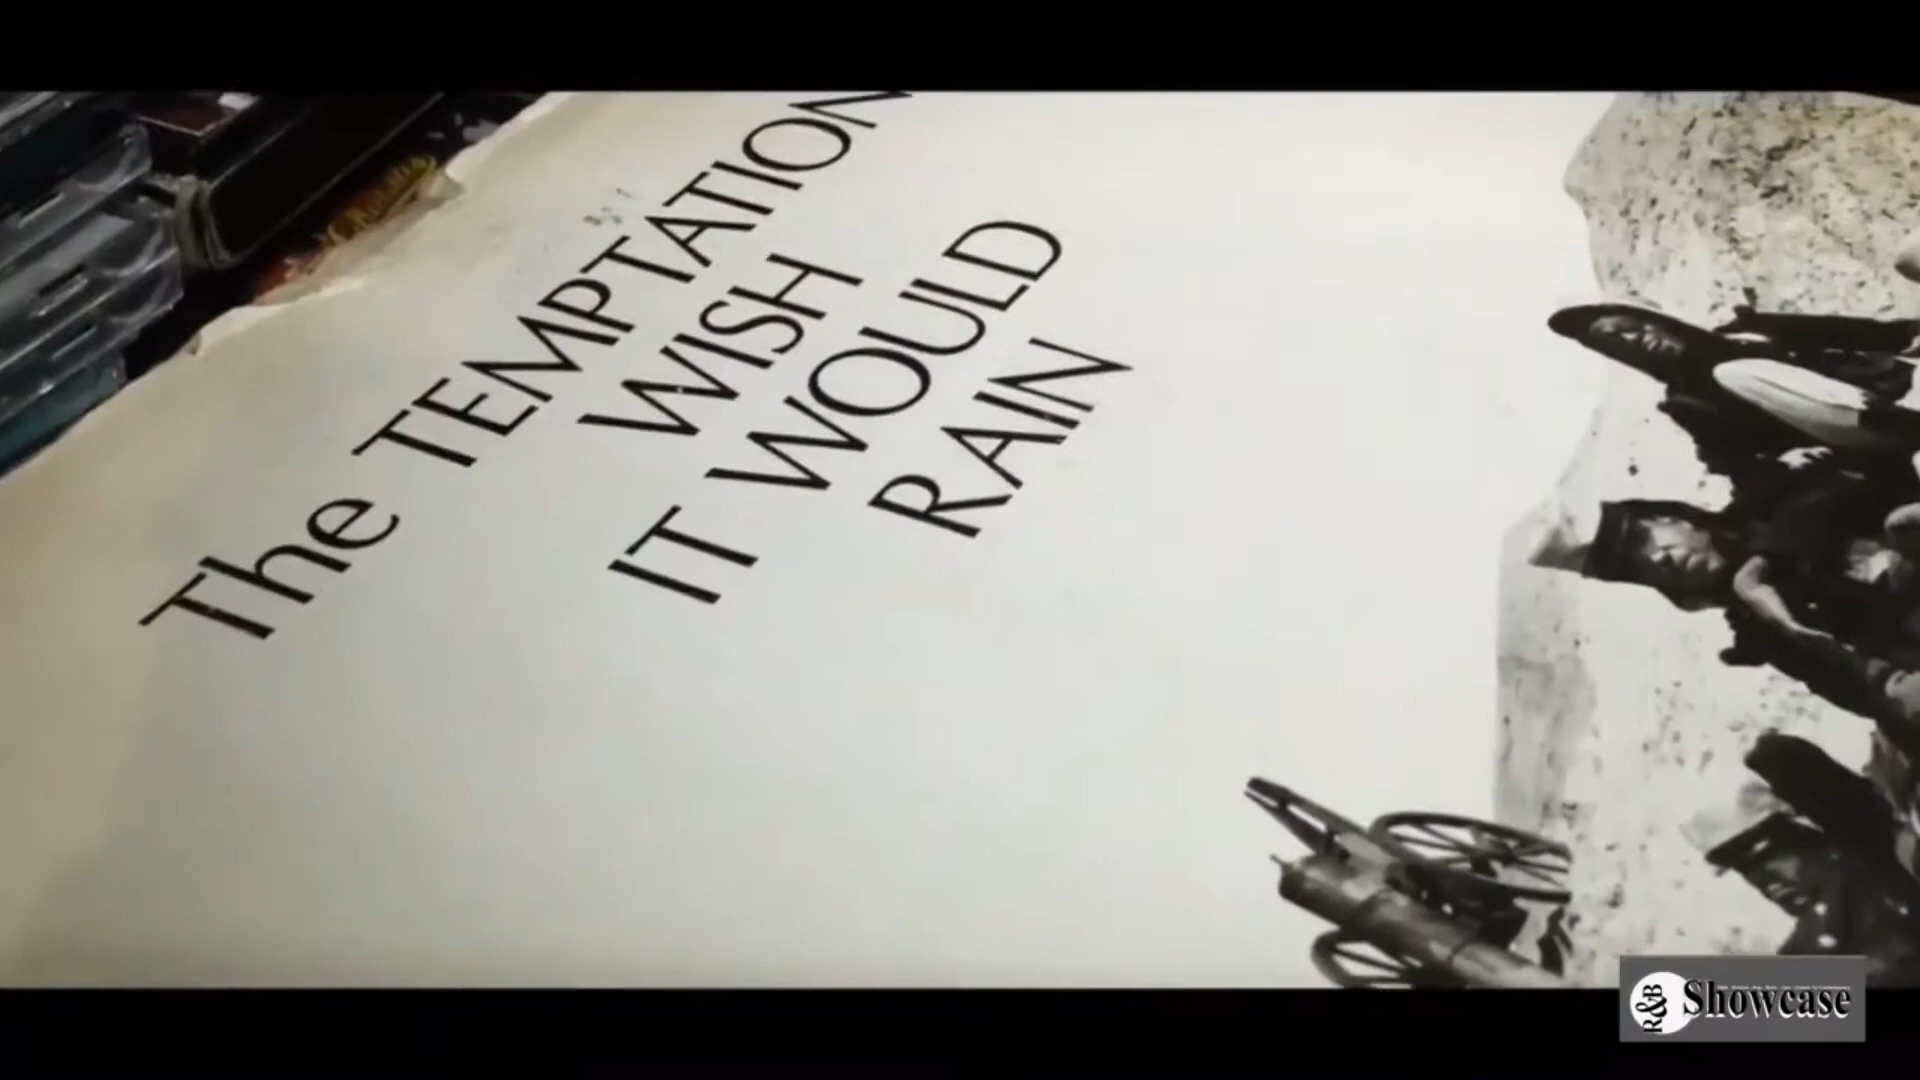 The TEMPTATION
WISH
IT WOULD
RAIN
R&B Showcase